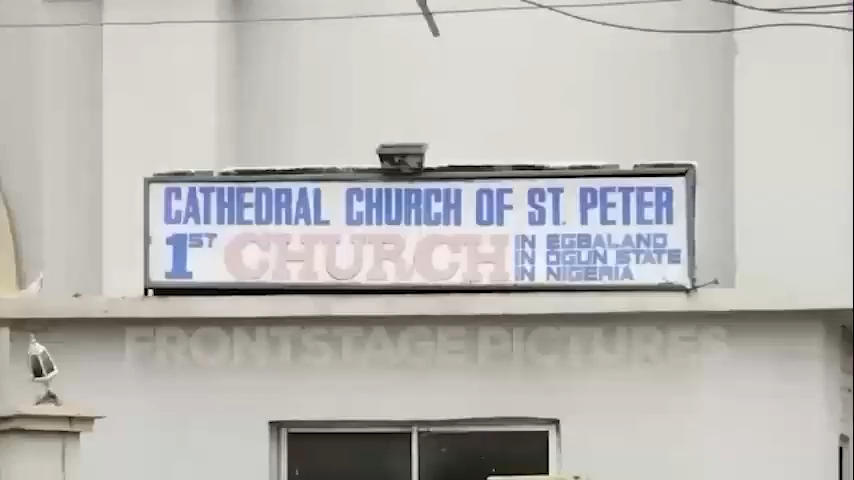 CATHEDRAL CHURCH OF ST. PETER
1ST CHURCH
IN EGBALAND
IN OGUN STATE
IN NIGERIA
FRONTSTAGE PICTURES